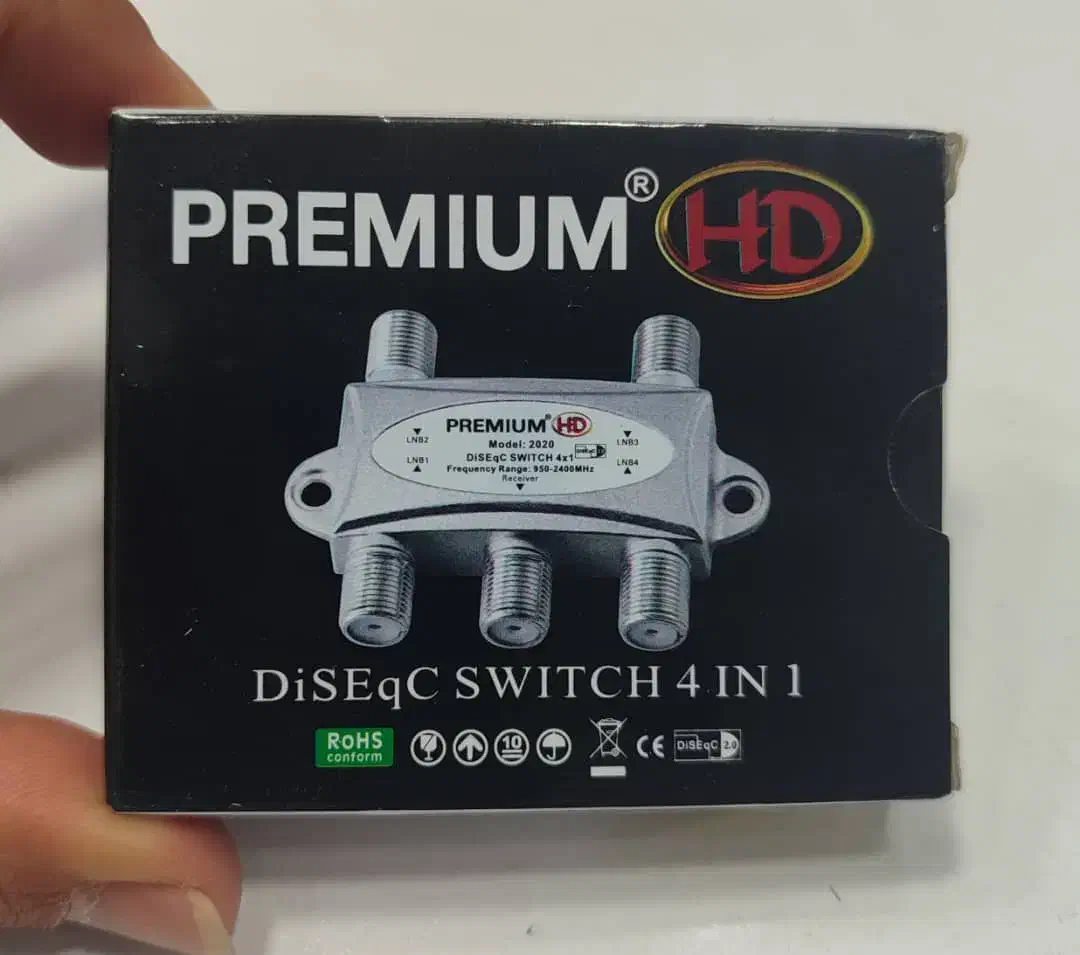 PREMIUM® HD
PREMIUM® HD
Model: 2020
LNB2
LNB3
DiSEqC SWITCH 4x1
LNB1
LNB4
Frequency Range: 950-2400MHz
Receiver
DiSEqC SWITCH 4 IN 1
RoHS
conform
10
CE
DiSEqC 2.0